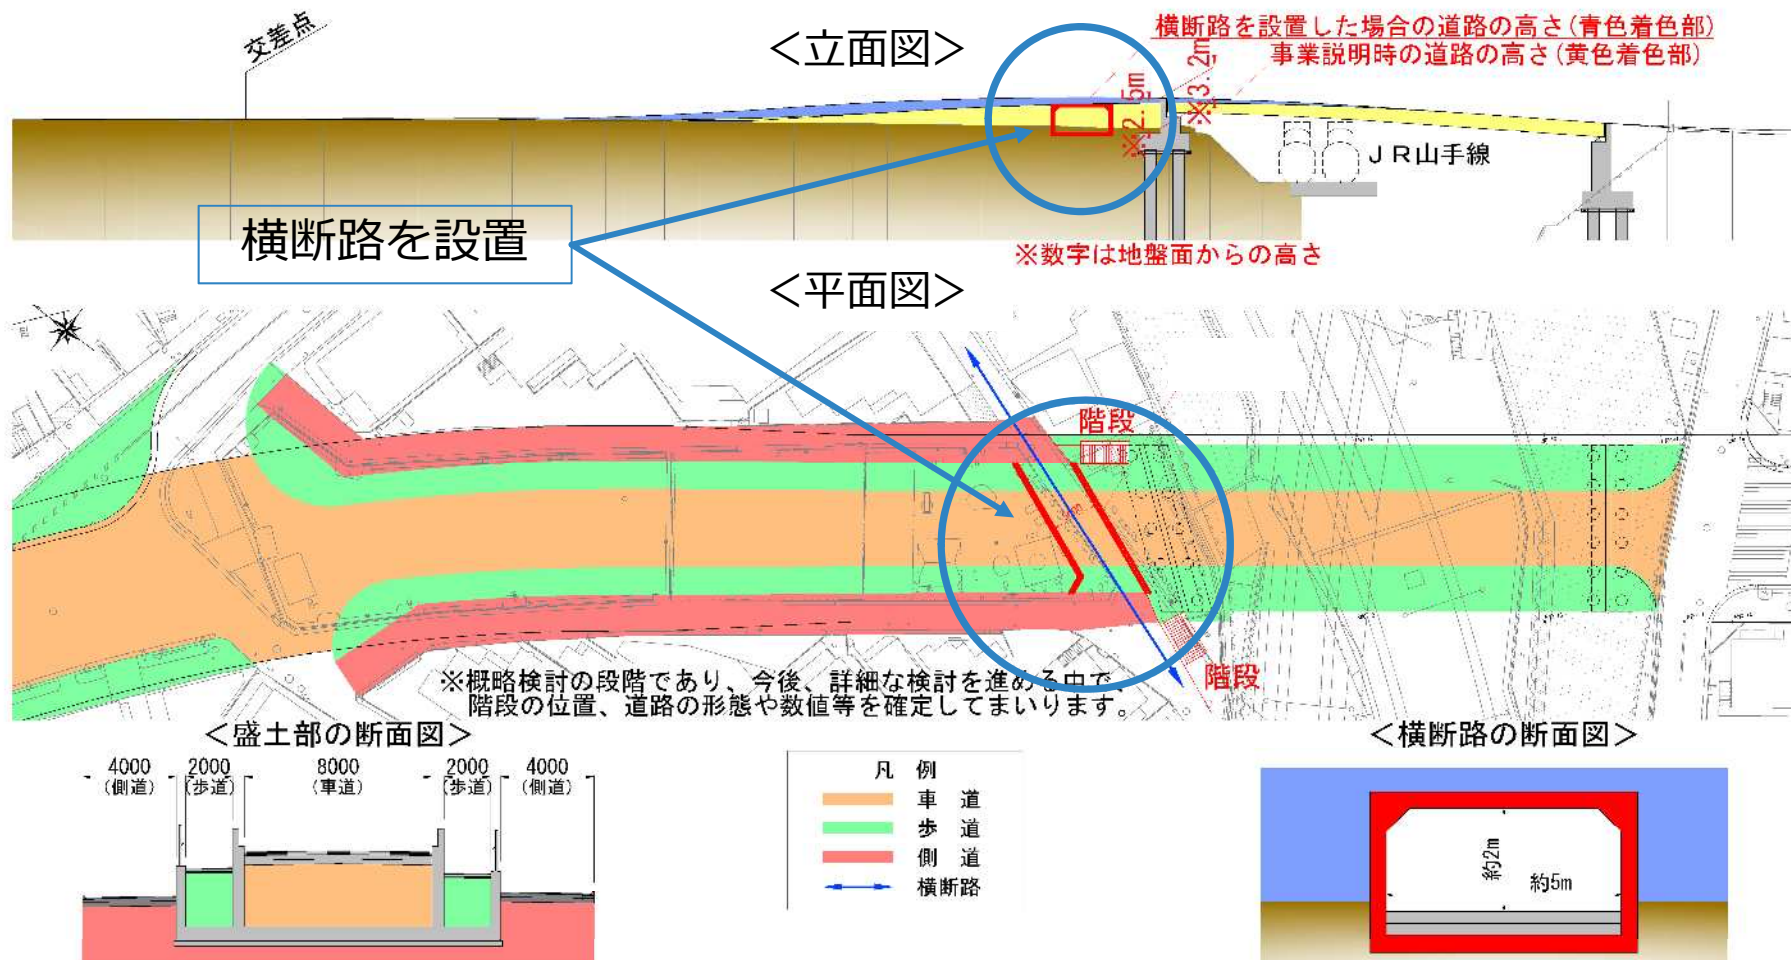 交差点
<立面図>
横断路を設置した場合の道路の高さ(青色着色部)
事業説明時の道路の高さ(黄色着色部)
※2.5m
※3.2m
JR山手線
横断路を設置
※数字は地盤面からの高さ
<平面図>
階段
階段
※概略検討の段階であり、今後、詳細な検討を進める中で、
階段の位置、道路の形態や数値等を確定してまいります。
<盛土部の断面図>
4000 2000 8000 2000 4000
(側道) (歩道) (車道) (歩道) (側道)
凡 例
車 道
歩 道
側 道
横断路
<横断路の断面図>
約2m
約5m